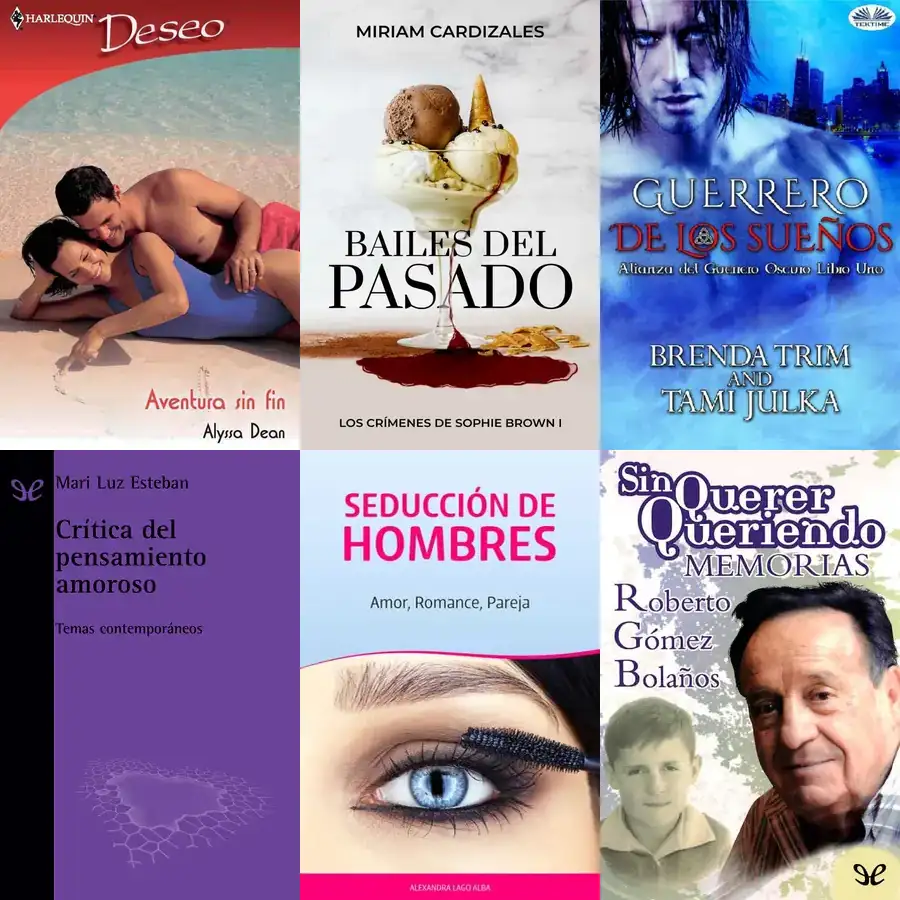 HARLEQUIN
Deseo
Aventura sin fin
Alyssa Dean
MIRIAM CARDIZALES
BAILES DEL
PASADO
LOS CRÍMENES DE SOPHIE BROWN I
TEKTIME
GUERRERO
DE LOS SUEÑOS
Alianza del Guerrero Oscuro Libro Uno
BRENDA TRIM
AND
TAMI JULKA
Mari Luz Esteban
Crítica del
pensamiento
amoroso
Temas contemporáneos
SEDUCCIÓN DE
HOMBRES
Amor, Romance, Pareja
ALEXANDRA LAGO ALBA
Sin Querer
Queriendo
MEMORIAS
Roberto
Gómez
Bolaños